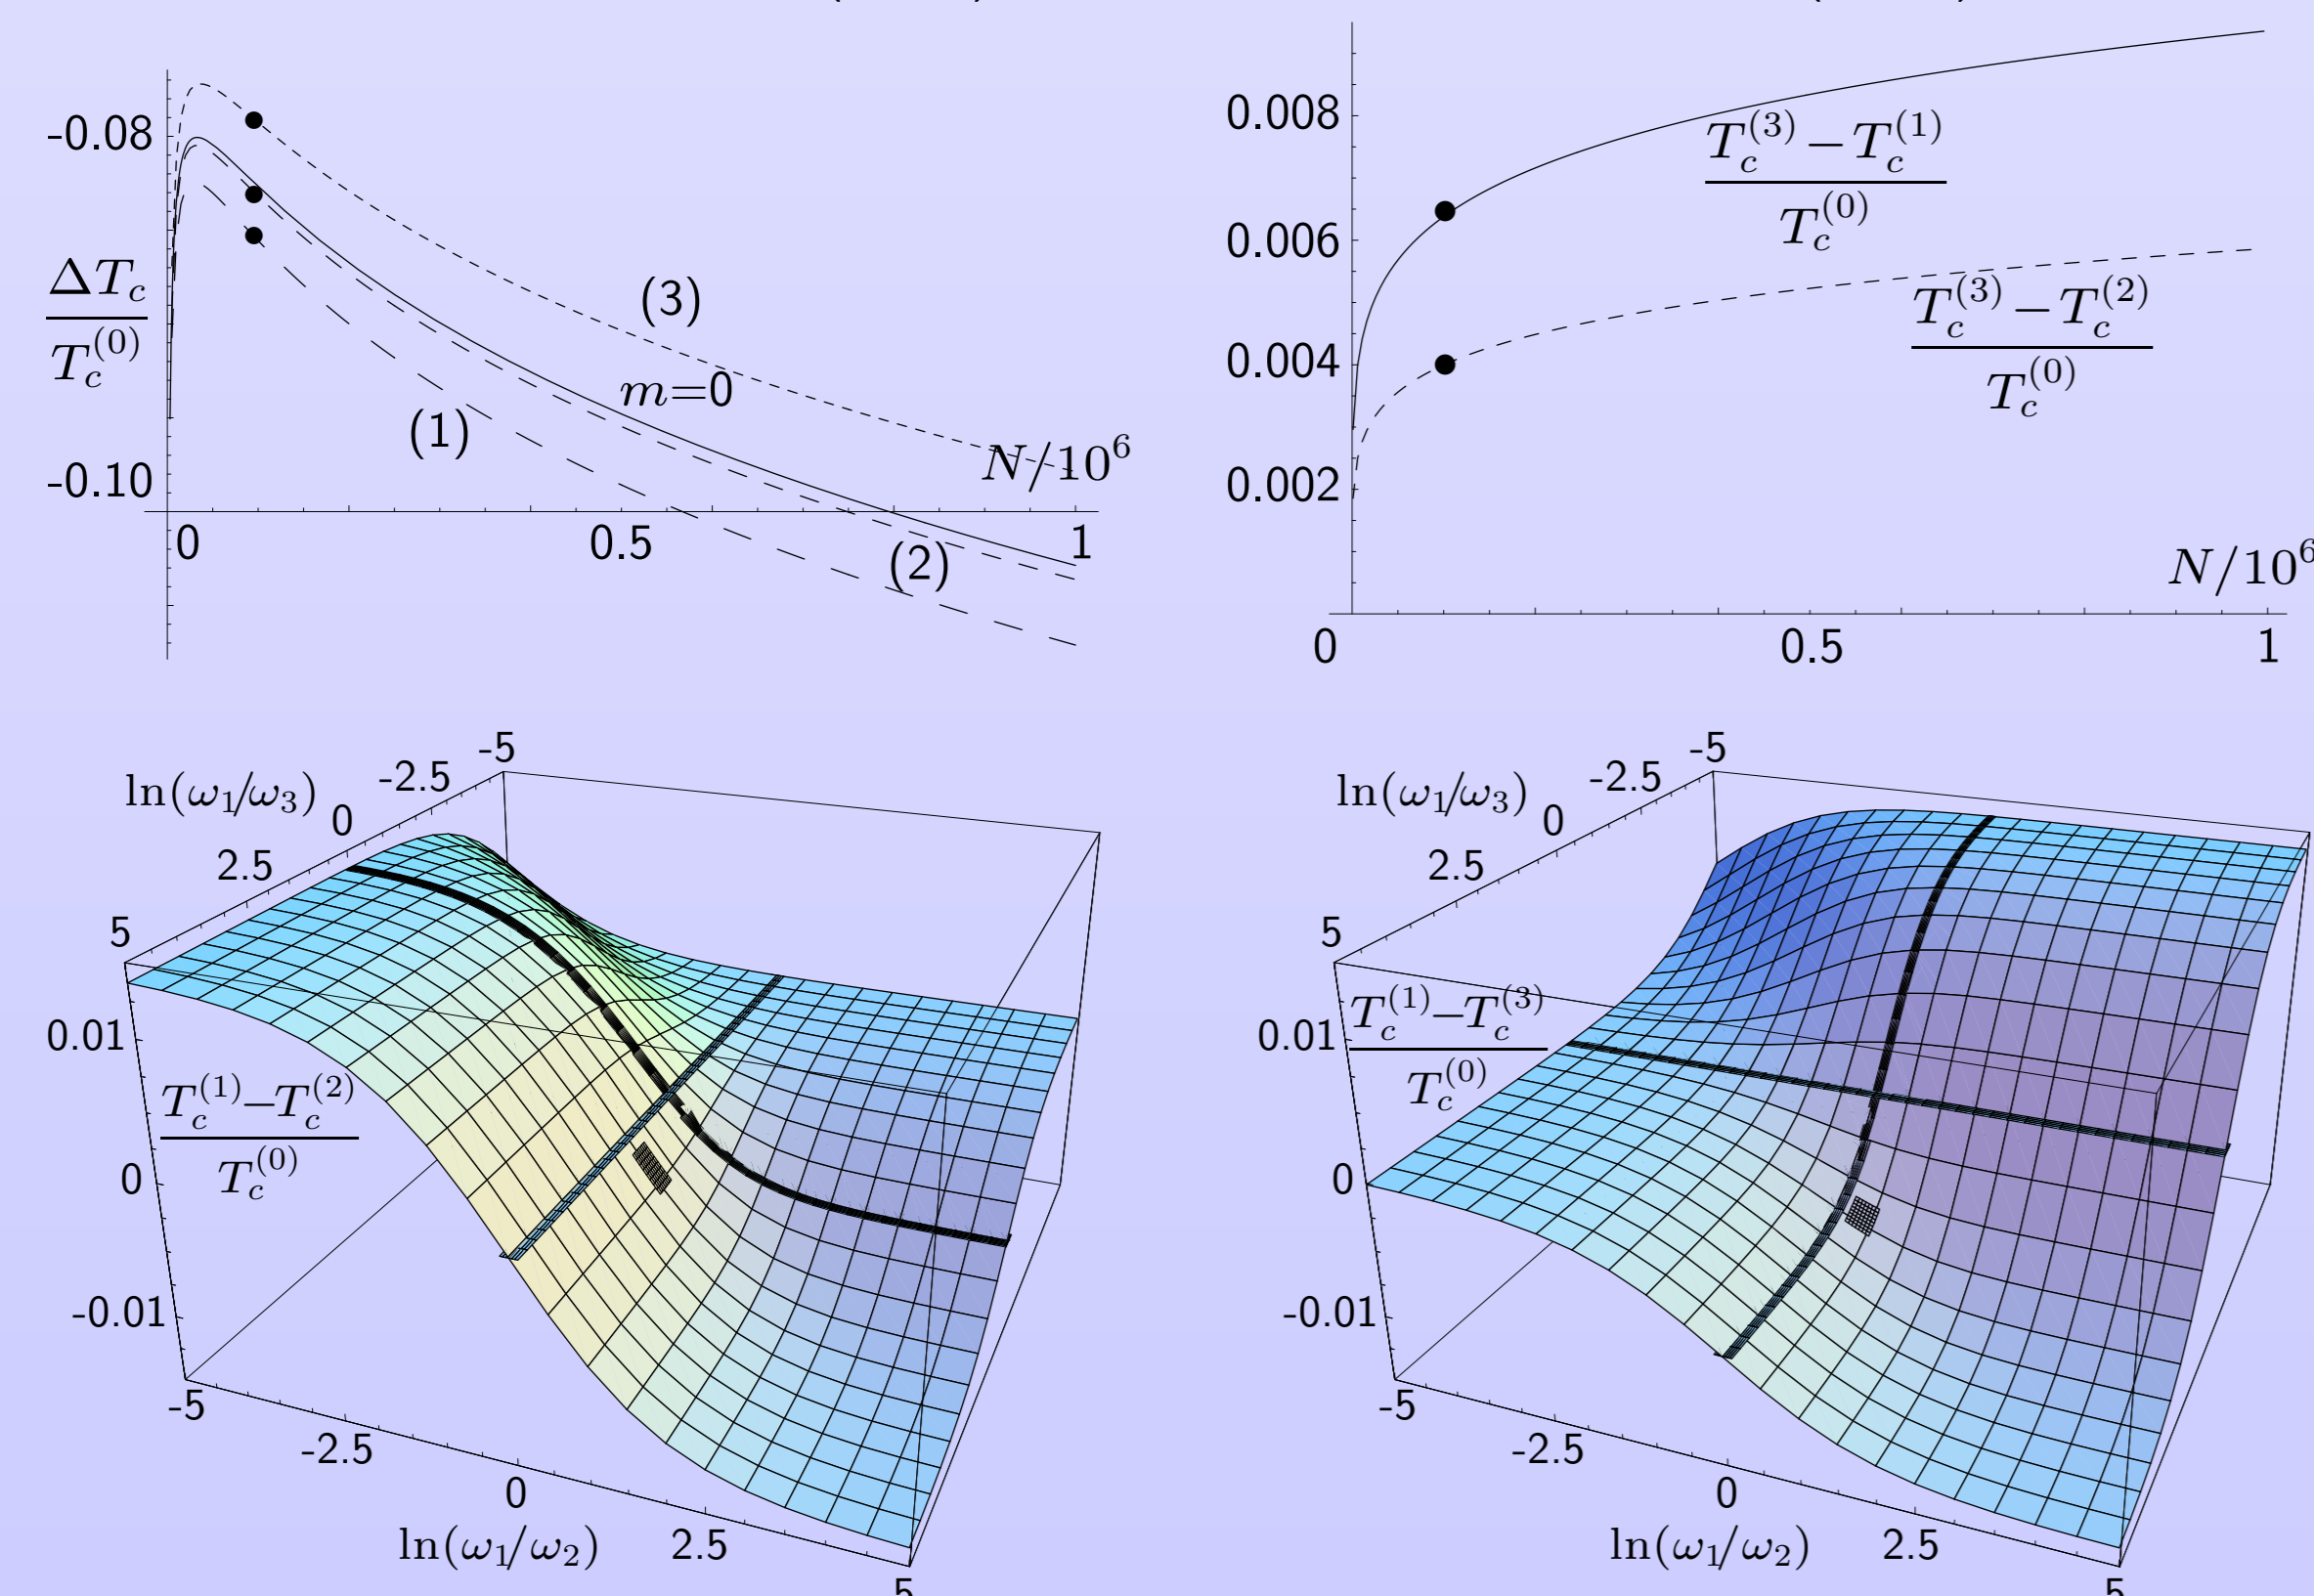 -0.08
ΔT_c / T_c^(0)
-0.10
(3)
m=0
(1)
N/10^6
(2)
0 0.5 1
0.008
0.006
0.004
0.002
(T_c^(3) − T_c^(1)) / T_c^(0)
(T_c^(3) − T_c^(2)) / T_c^(0)
N/10^6
0 0.5 1
-5
-2.5
ln(ω₁/ω₃)
0
2.5
5
0.01
(T_c^(1) − T_c^(2)) / T_c^(0)
0
-0.01
-5
-2.5
0
ln(ω₁/ω₂)
2.5
5
-5
-2.5
ln(ω₁/ω₃)
0
2.5
5
0.01
(T_c^(1) − T_c^(3)) / T_c^(0)
0
-0.01
-5
-2.5
0
ln(ω₁/ω₂)
2.5
5